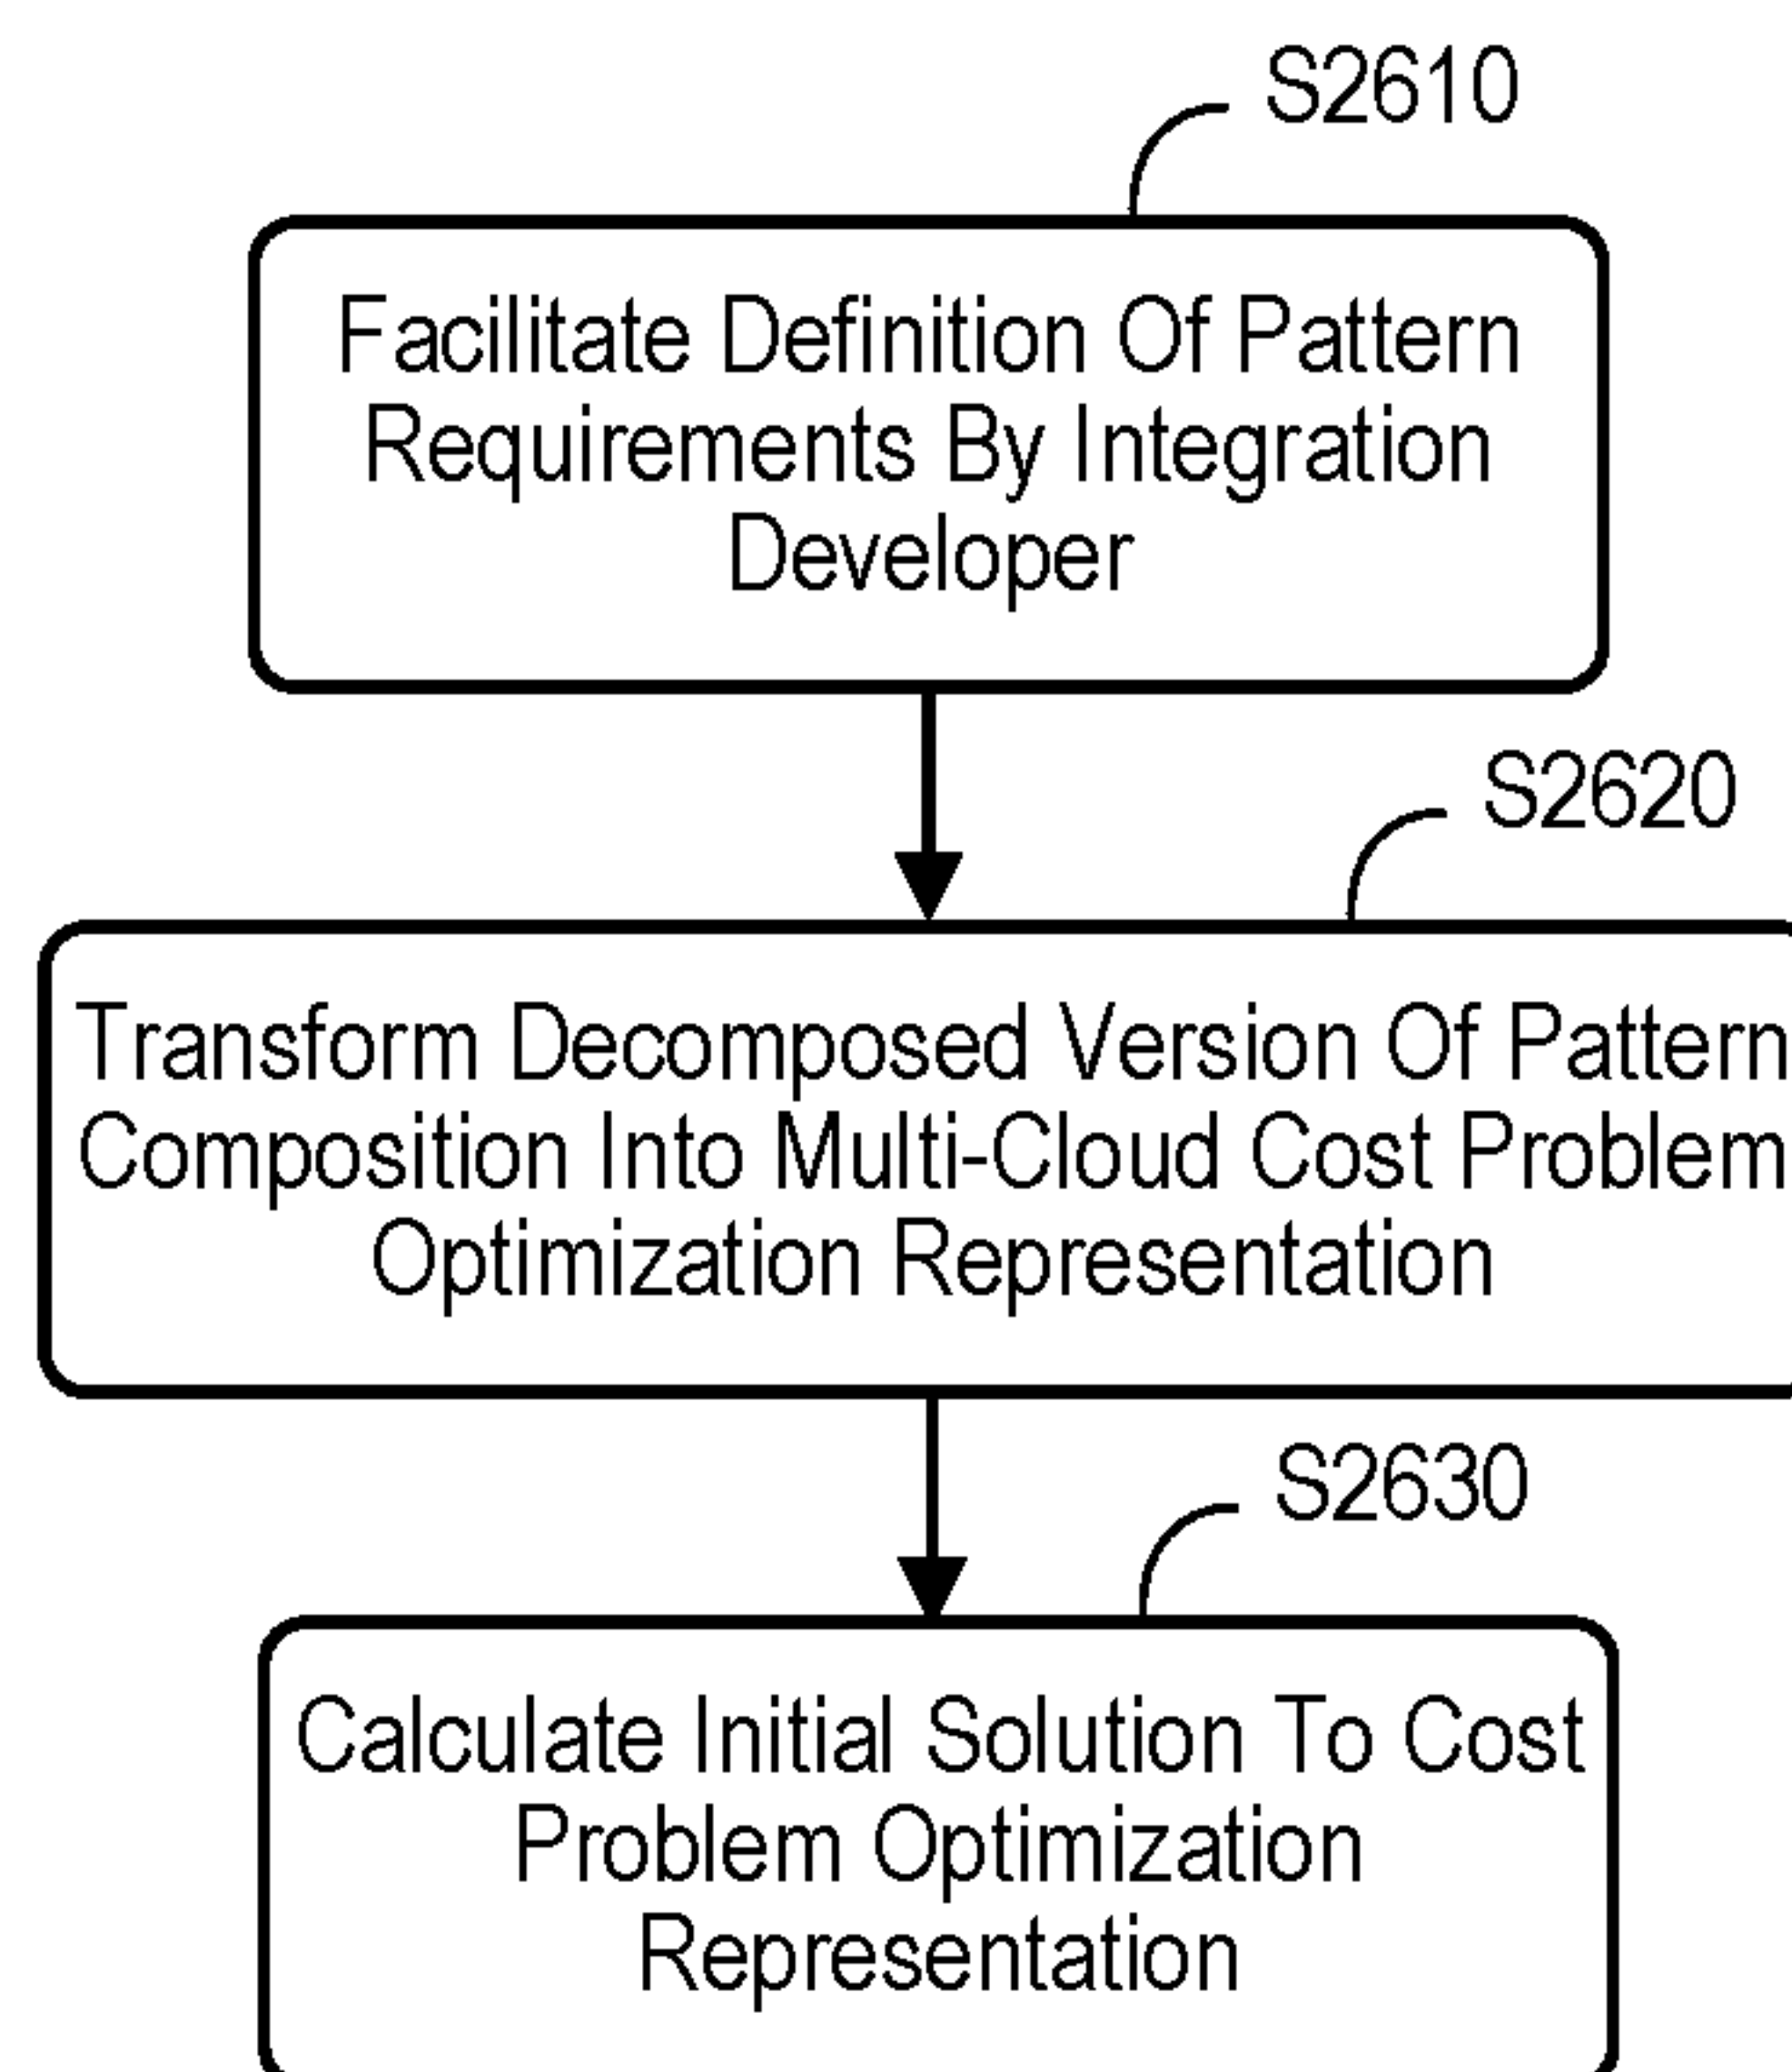 S2610
Facilitate Definition Of Pattern
Requirements By Integration
Developer
S2620
Transform Decomposed Version Of Pattern
Composition Into Multi-Cloud Cost Problem
Optimization Representation
S2630
Calculate Initial Solution To Cost
Problem Optimization
Representation